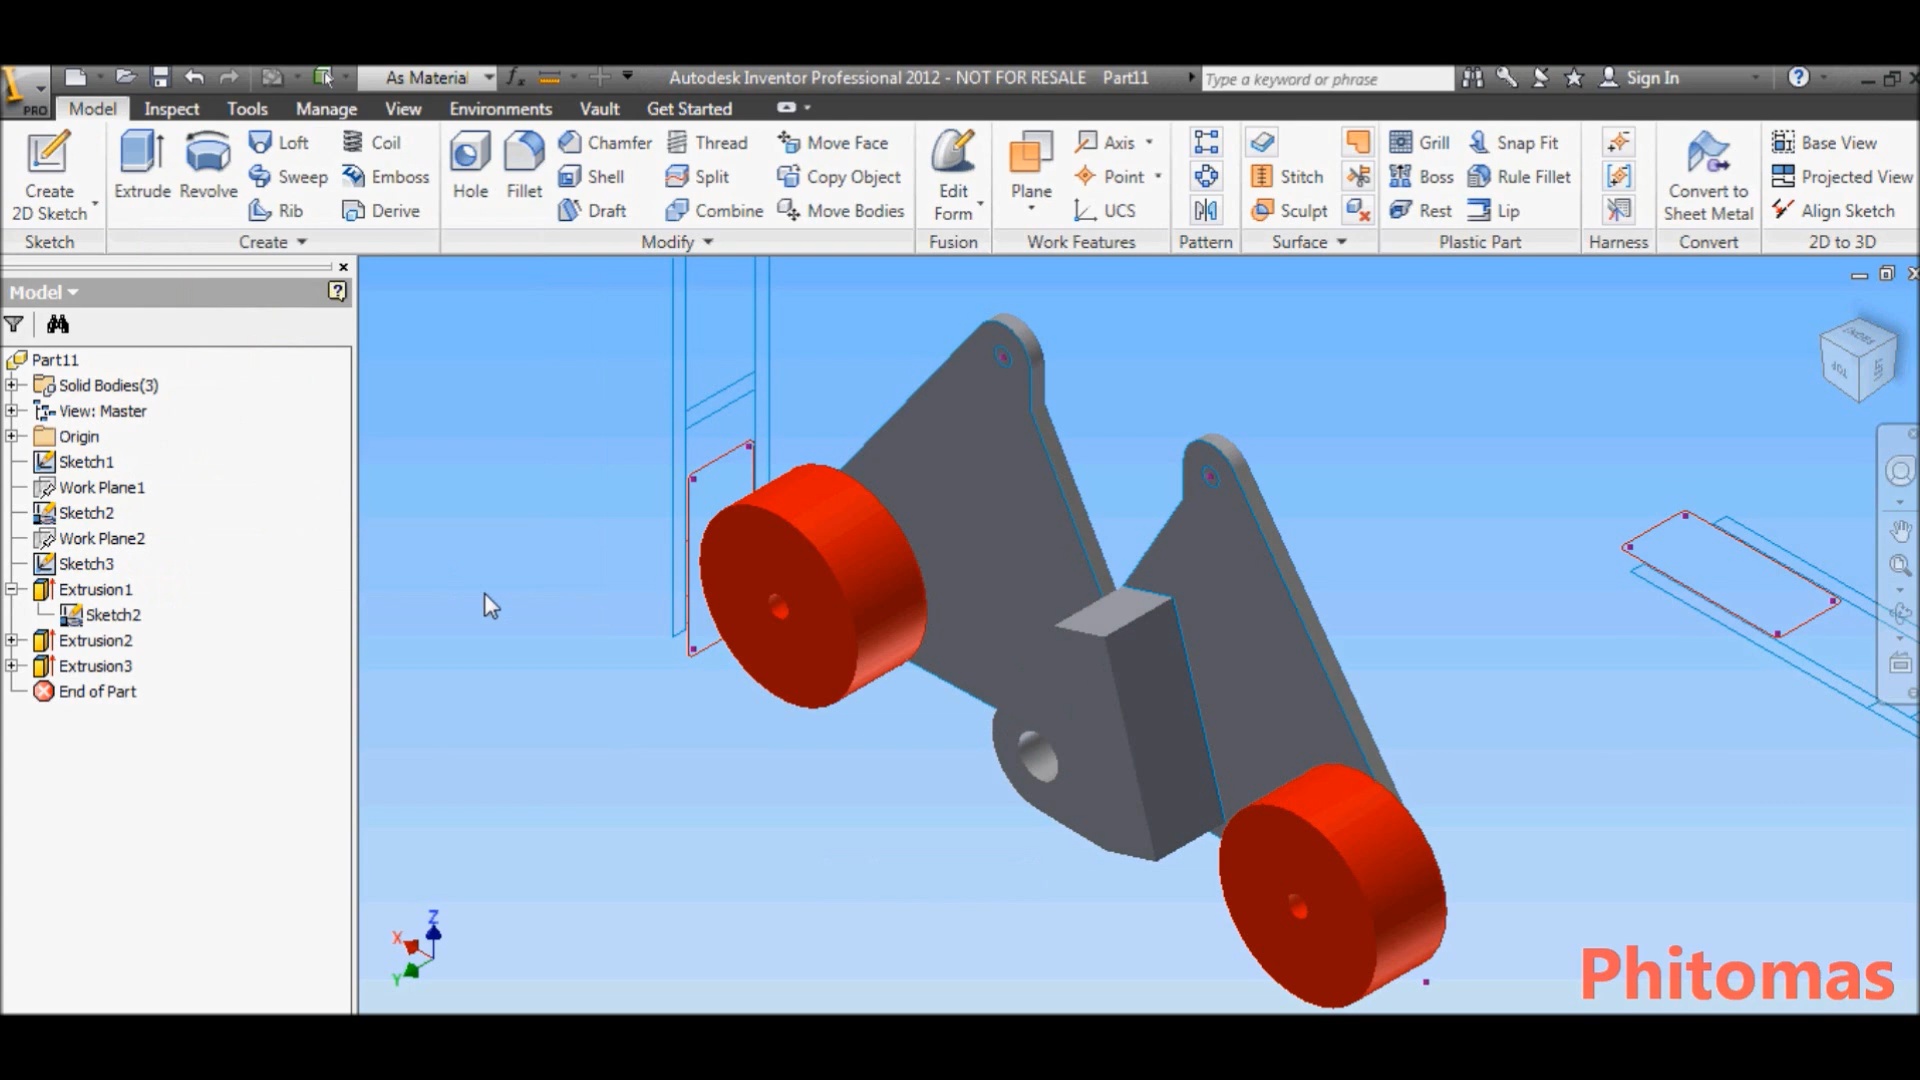 As Material
Autodesk Inventor Professional 2012 - NOT FOR RESALE Part11
Type a keyword or phrase
Sign In
PRO
Model Inspect Tools Manage View Environments Vault Get Started
Create 2D Sketch
Extrude
Revolve
Loft
Sweep
Rib
Coil
Emboss
Derive
Hole
Fillet
Chamfer
Shell
Draft
Thread
Split
Combine
Move Face
Copy Object
Move Bodies
Edit Form
Plane
Axis
Point
UCS
Stitch
Sculpt
Grill
Boss
Rest
Snap Fit
Rule Fillet
Lip
Convert to Sheet Metal
Base View
Projected View
Align Sketch
Sketch Create Modify Fusion Work Features Pattern Surface Plastic Part Harness Convert 2D to 3D
Model
Part11
Solid Bodies(3)
View: Master
Origin
Sketch1
Work Plane1
Sketch2
Work Plane2
Sketch3
Extrusion1
Sketch2
Extrusion2
Extrusion3
End of Part
TOP
Z
X
Y
Phitomas